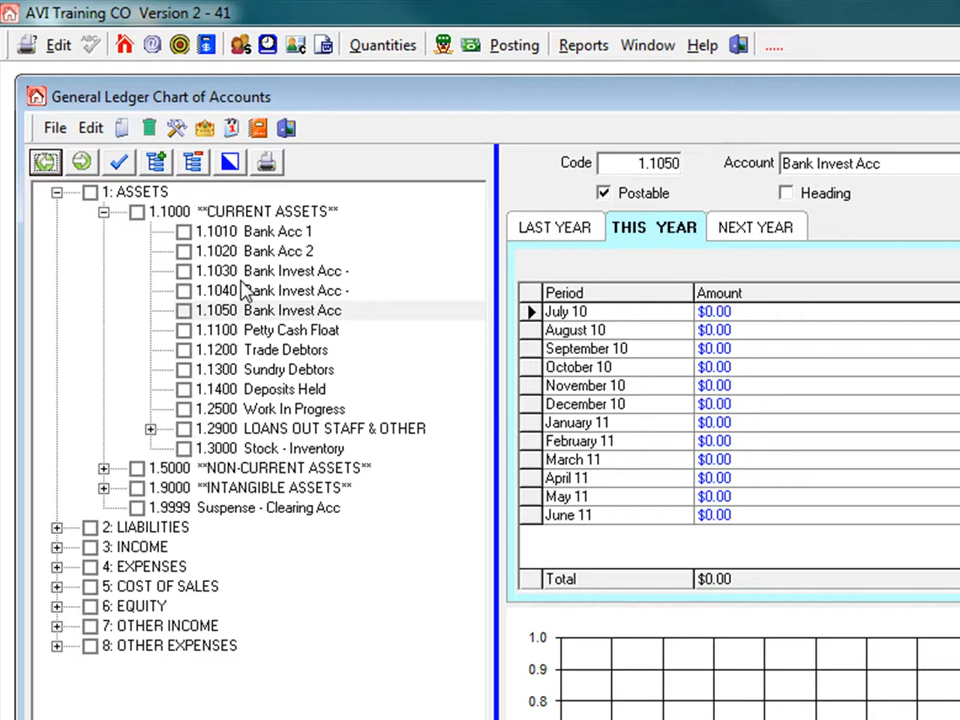 AVI Training CO Version 2 - 41
Edit Quantities Posting Reports Window Help .....
General Ledger Chart of Accounts
File Edit
Code 1.1050 Account Bank Invest Acc
Postable Heading
LAST YEAR THIS YEAR NEXT YEAR
1: ASSETS
1.1000 **CURRENT ASSETS**
1.1010 Bank Acc 1
1.1020 Bank Acc 2
1.1030 Bank Invest Acc -
1.1040 Bank Invest Acc -
1.1050 Bank Invest Acc
1.1100 Petty Cash Float
1.1200 Trade Debtors
1.1300 Sundry Debtors
1.1400 Deposits Held
1.2500 Work In Progress
1.2900 LOANS OUT STAFF & OTHER
1.3000 Stock - Inventory
1.5000 **NON-CURRENT ASSETS**
1.9000 **INTANGIBLE ASSETS**
1.9999 Suspense - Clearing Acc
2: LIABILITIES
3: INCOME
4: EXPENSES
5: COST OF SALES
6: EQUITY
7: OTHER INCOME
8: OTHER EXPENSES
Period Amount
July 10 $0.00
August 10 $0.00
September 10 $0.00
October 10 $0.00
November 10 $0.00
December 10 $0.00
January 11 $0.00
February 11 $0.00
March 11 $0.00
April 11 $0.00
May 11 $0.00
June 11 $0.00
Total $0.00
1.0
0.9
0.8